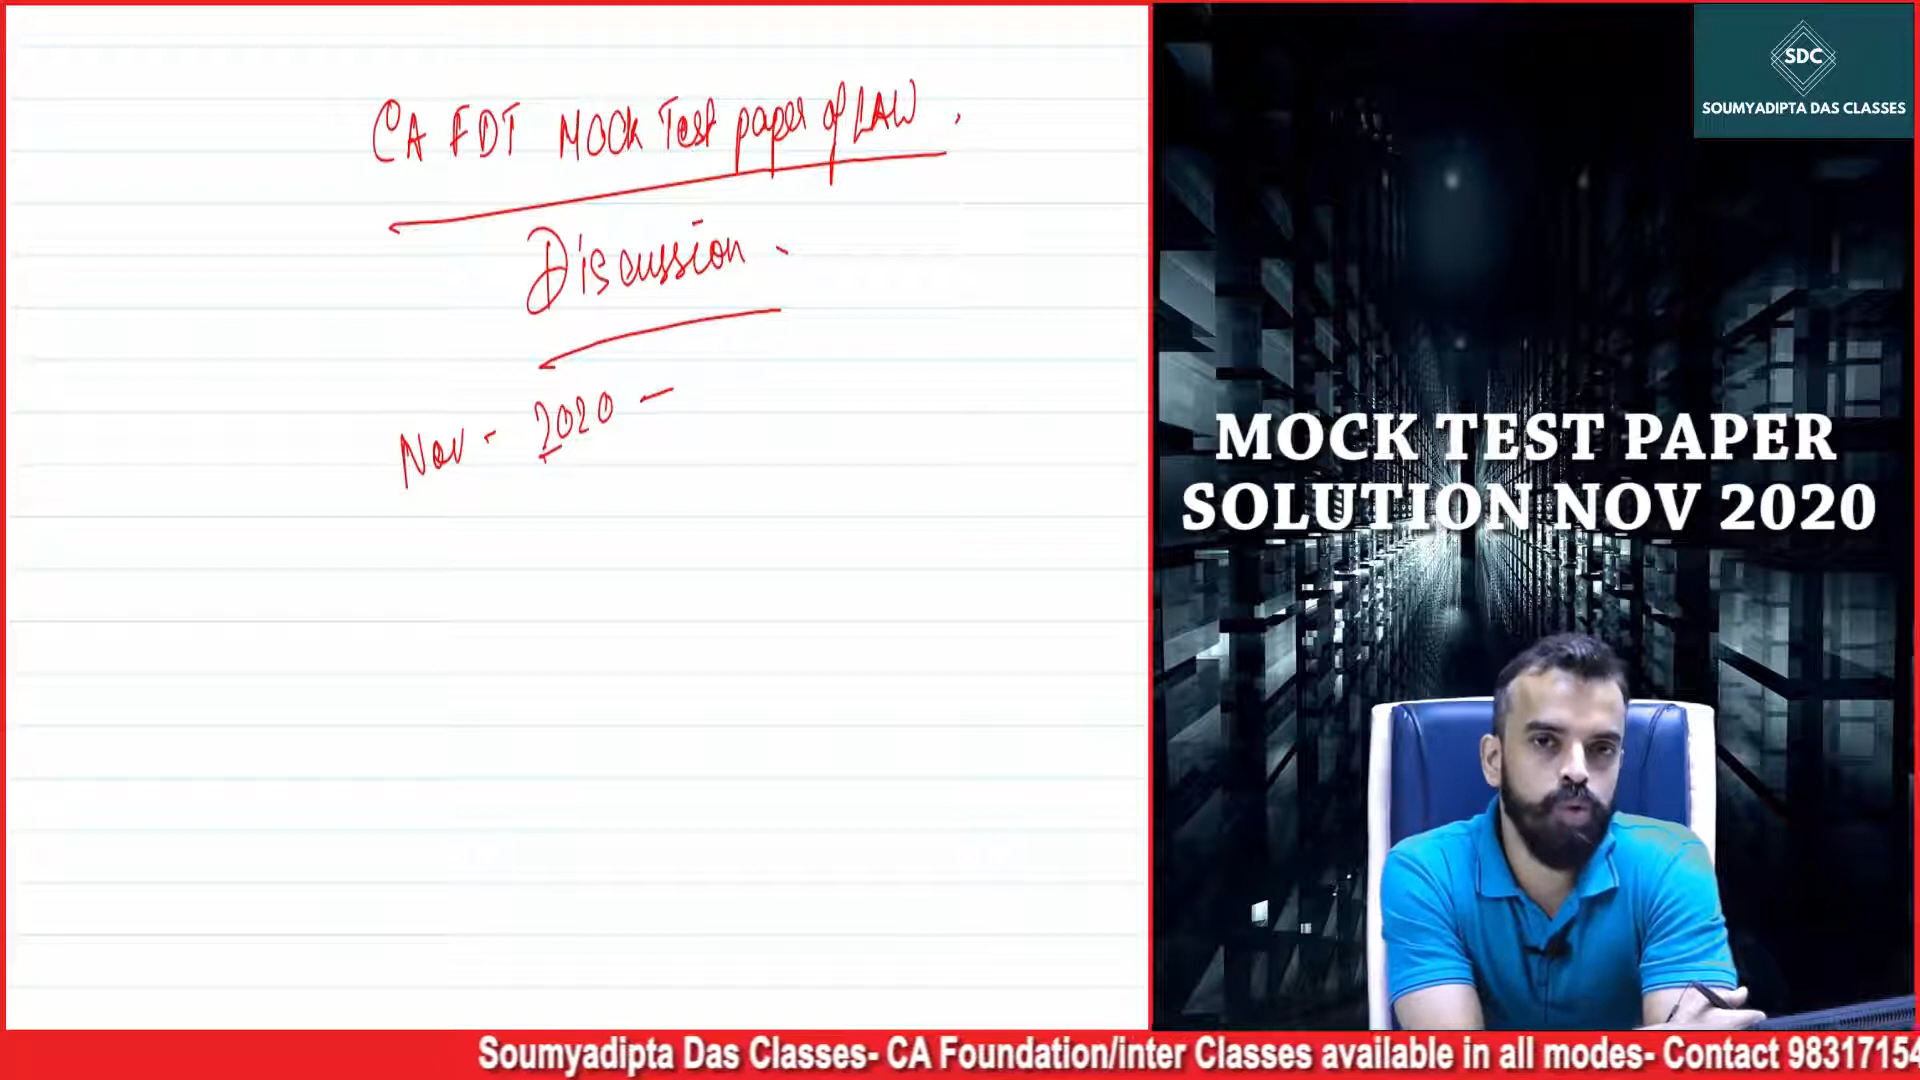 CA FDT MOCK Test paper of LAW.
Discussion -
Nov - 2020 -
SDC
SOUMYADIPTA DAS CLASSES
MOCK TEST PAPER
SOLUTION NOV 2020
Soumyadipta Das Classes- CA Foundation/inter Classes available in all modes- Contact 98317154